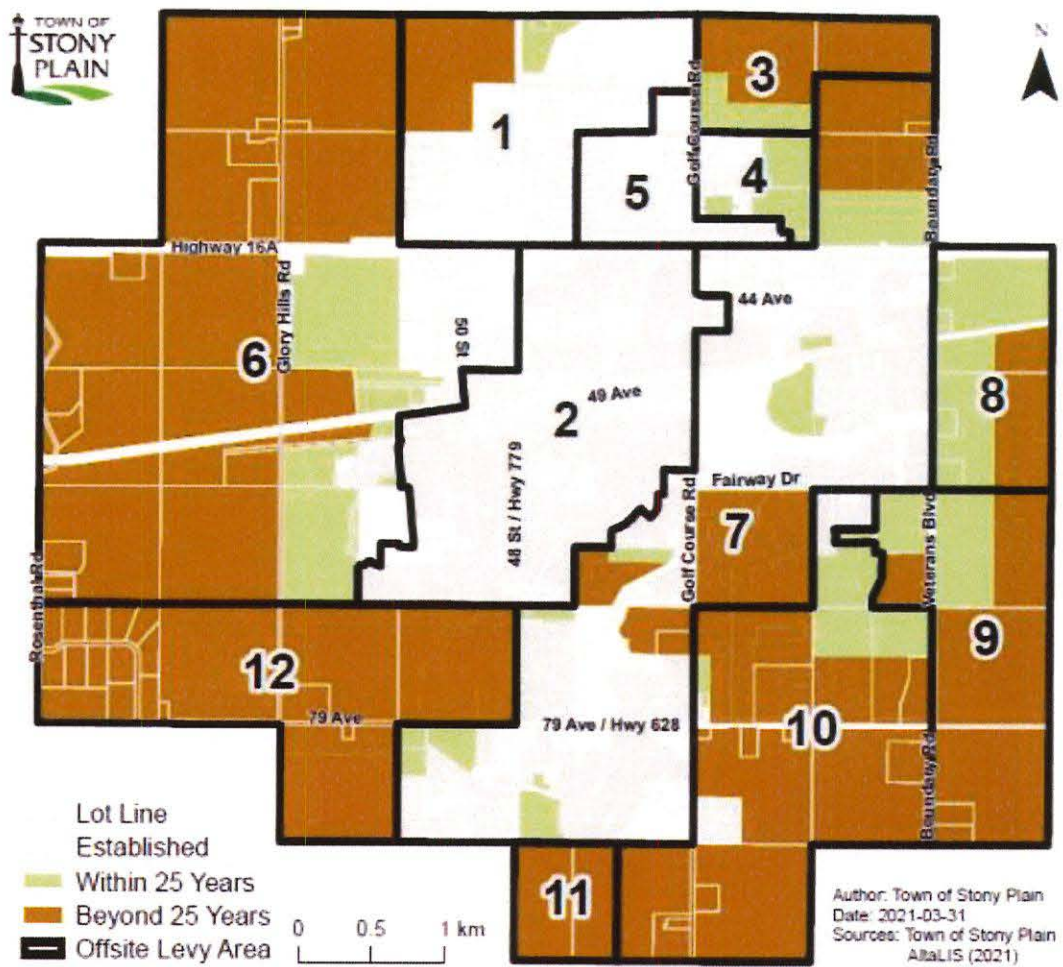 TOWN OF
STONY
PLAIN
N
1
3
Golf Course Rd
5
4
Boundary Rd
Highway 16A
Glory Hills Rd
44 Ave
50 St
6
2
49 Ave
8
48 St / Hwy 779
Fairway Dr
Golf Course Rd
7
Veterans Blvd
Rosenthal Rd
9
12
79 Ave
79 Ave / Hwy 628
10
Boundary Rd
11
Lot Line
Established
Within 25 Years
Beyond 25 Years
Offsite Levy Area
0 0.5 1 km
Author: Town of Stony Plain
Date: 2021-03-31
Sources: Town of Stony Plain
AltaLIS (2021)